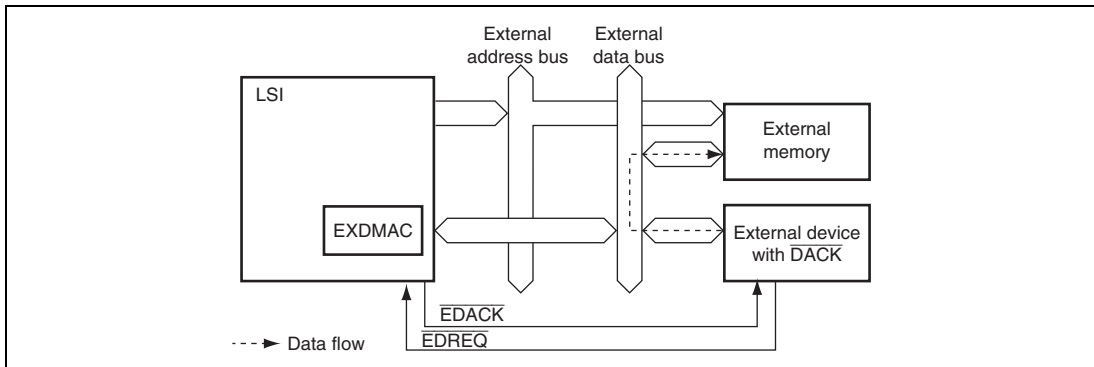 External
address bus
External
data bus
LSI
External
memory
EXDMAC
External device
with DACK
EDACK
EDREQ
Data flow